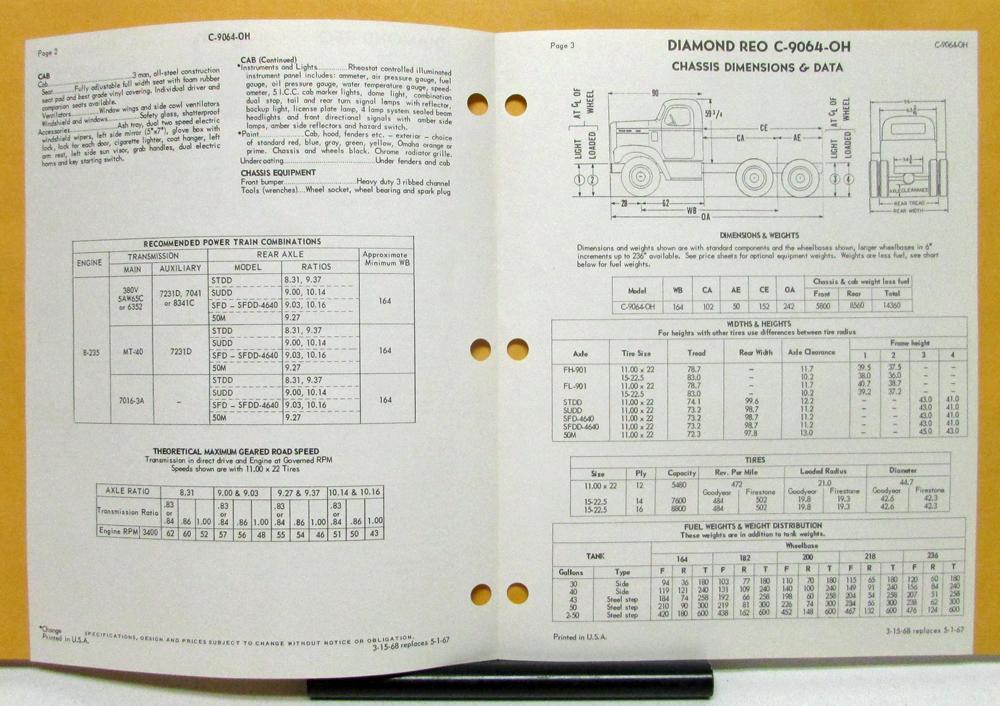 Page 2
C-9064-OH
CAB
Cab..................3 man, all-steel construction
Seat.........Fully adjustable full width seat with foam rubber
seat pad and best grade vinyl covering. Individual driver and
companion seats available.
Ventilators.............Window wings and side cowl ventilators
Windshield and windows............Safety glass, shatterproof
Accessories..............Ash tray, dual two speed electric
windshield wipers, left side mirror (5"x7"), glove box with
lock, lock for each door, cigarette lighter, coat hanger, left
arm rest, left side sun visor, grab handles, dual electric
horns and key starting switch.
CAB (Continued)
*Instruments and Lights..........Rheostat controlled illuminated
instrument panel includes: ammeter, air pressure gauge, fuel
gauge, oil pressure gauge, water temperature gauge, speed-
ometer, 5 I.C.C. cab marker lights, dome light, combination
dual stop, tail and rear turn signal lamps with reflector,
backup light, license plate lamp, 4 lamp system sealed beam
headlights and front directional signals with amber side
lamps, amber side reflectors and hazard switch.
*Paint..............Cab, hood, fenders etc. - exterior - choice
of standard red, blue, gray, green, yellow, Omaha orange or
prime. Chassis and wheels black. Chrome radiator grille.
Undercoating.........................Under fenders and cab
CHASSIS EQUIPMENT
Front bumper....................Heavy duty 3 ribbed channel
Tools (wrenches)....Wheel socket, wheel bearing and spark plug
RECOMMENDED POWER TRAIN COMBINATIONS
ENGINE TRANSMISSION REAR AXLE Approximate
Minimum WB
MAIN AUXILIARY MODEL RATIOS
380V
5AW65C
or 6352
7231D, 7041
or 8341C
STDD 8.31, 9.37
SUDD 9.00, 10.14
SFD - SFDD-4640 9.03, 10.16
50M 9.27
164
8-235
MT-40 7231D
STDD 8.31, 9.37
SUDD 9.00, 10.14
SFD - SFDD-4640 9.03, 10.16
50M 9.27
164
7016-3A -
STDD 8.31, 9.37
SUDD 9.00, 10.14
SFD - SFDD-4640 9.03, 10.16
50M 9.27
164
THEORETICAL MAXIMUM GEARED ROAD SPEED
Transmission in direct drive and Engine at Governed RPM
Speeds shown are with 11.00 x 22 Tires
AXLE RATIO 8.31 9.00 & 9.03 9.27 & 9.37 10.14 & 10.16
Transmission Ratio .83 or .84 .86 1.00 .83 or .84 .86 1.00 .83 or .84 .86 1.00 .83 or .84 .86 1.00
Engine RPM 3400 62 60 52 57 56 48 55 54 46 51 50 43
*Change
Printed in U.S.A.
SPECIFICATIONS, DESIGN AND PRICES SUBJECT TO CHANGE WITHOUT NOTICE OR OBLIGATION.
3-15-68 replaces 5-1-67
Page 3
DIAMOND REO C-9064-OH
C-9064-OH
CHASSIS DIMENSIONS & DATA
AT ℄ OF WHEEL
LIGHT LOADED
1 2
90
59 3/4
CE
CA AE
28 62
WB
OA
AT ℄ OF WHEEL
LIGHT LOADED
3 4
34
AXLE CLEARANCE
REAR TREAD
REAR WIDTH
DIMENSIONS & WEIGHTS
Dimensions and weights shown are with standard components and the wheelbases shown, longer wheelbases in 6"
increments up to 236" available. See price sheets for optional equipment weights. Weights are less fuel, see chart
below for fuel weights.
Model WB CA AE CE OA Chassis & cab weight less fuel
Front Rear Total
C-9064-OH 164 102 50 152 242 5800 8560 14360
WIDTHS & HEIGHTS
For heights with other tires use differences between tire radius
Axle Tire Size Tread Rear Width Axle Clearance Frame height
1 2 3 4
FH-901 11.00 x 22 78.7 - 11.7 39.5 37.5 - -
15-22.5 83.0 - 10.2 38.0 36.0 - -
FL-901 11.00 x 22 78.7 - 11.7 40.7 38.7 - -
15-22.5 83.0 - 10.2 39.2 37.2 - -
STDD 11.00 x 22 74.1 99.6 12.2 - - 43.0 41.0
SUDD 11.00 x 22 73.2 98.7 11.2 - - 43.0 41.0
SFD-4640 11.00 x 22 73.2 98.7 11.2 - - 43.0 41.0
SFDD-4640 11.00 x 22 73.2 98.7 11.2 - - 43.0 41.0
50M 11.00 x 22 72.3 97.8 13.0 - - 45.0 43.0
TIRES
Size Ply Capacity Rev. Per Mile Loaded Radius Diameter
11.00 x 22 12 5480 472 21.0 44.7
Goodyear Firestone Goodyear Firestone Goodyear Firestone
15-22.5 14 7600 484 502 19.8 19.3 42.6 42.3
15-22.5 16 8800 484 502 19.8 19.3 42.6 42.3
FUEL WEIGHTS & WEIGHT DISTRIBUTION
These weights are in addition to tank weights.
TANK Wheelbase
164 182 200 218 236
Gallons Type F R T F R T F R T F R T F R T
30 Side 94 36 180 103 77 180 110 70 180 115 65 180 120 60 180
40 Side 119 121 240 131 109 240 140 100 240 149 91 240 156 84 240
43 Steel step 184 74 258 192 66 258 198 60 258 204 54 258 207 51 258
50 Steel step 210 90 300 219 81 300 226 74 300 234 66 300 238 62 300
2-50 Steel step 420 180 600 438 162 600 452 148 600 467 132 600 476 124 600
Printed in U.S.A.
3-15-68 replaces 5-1-67